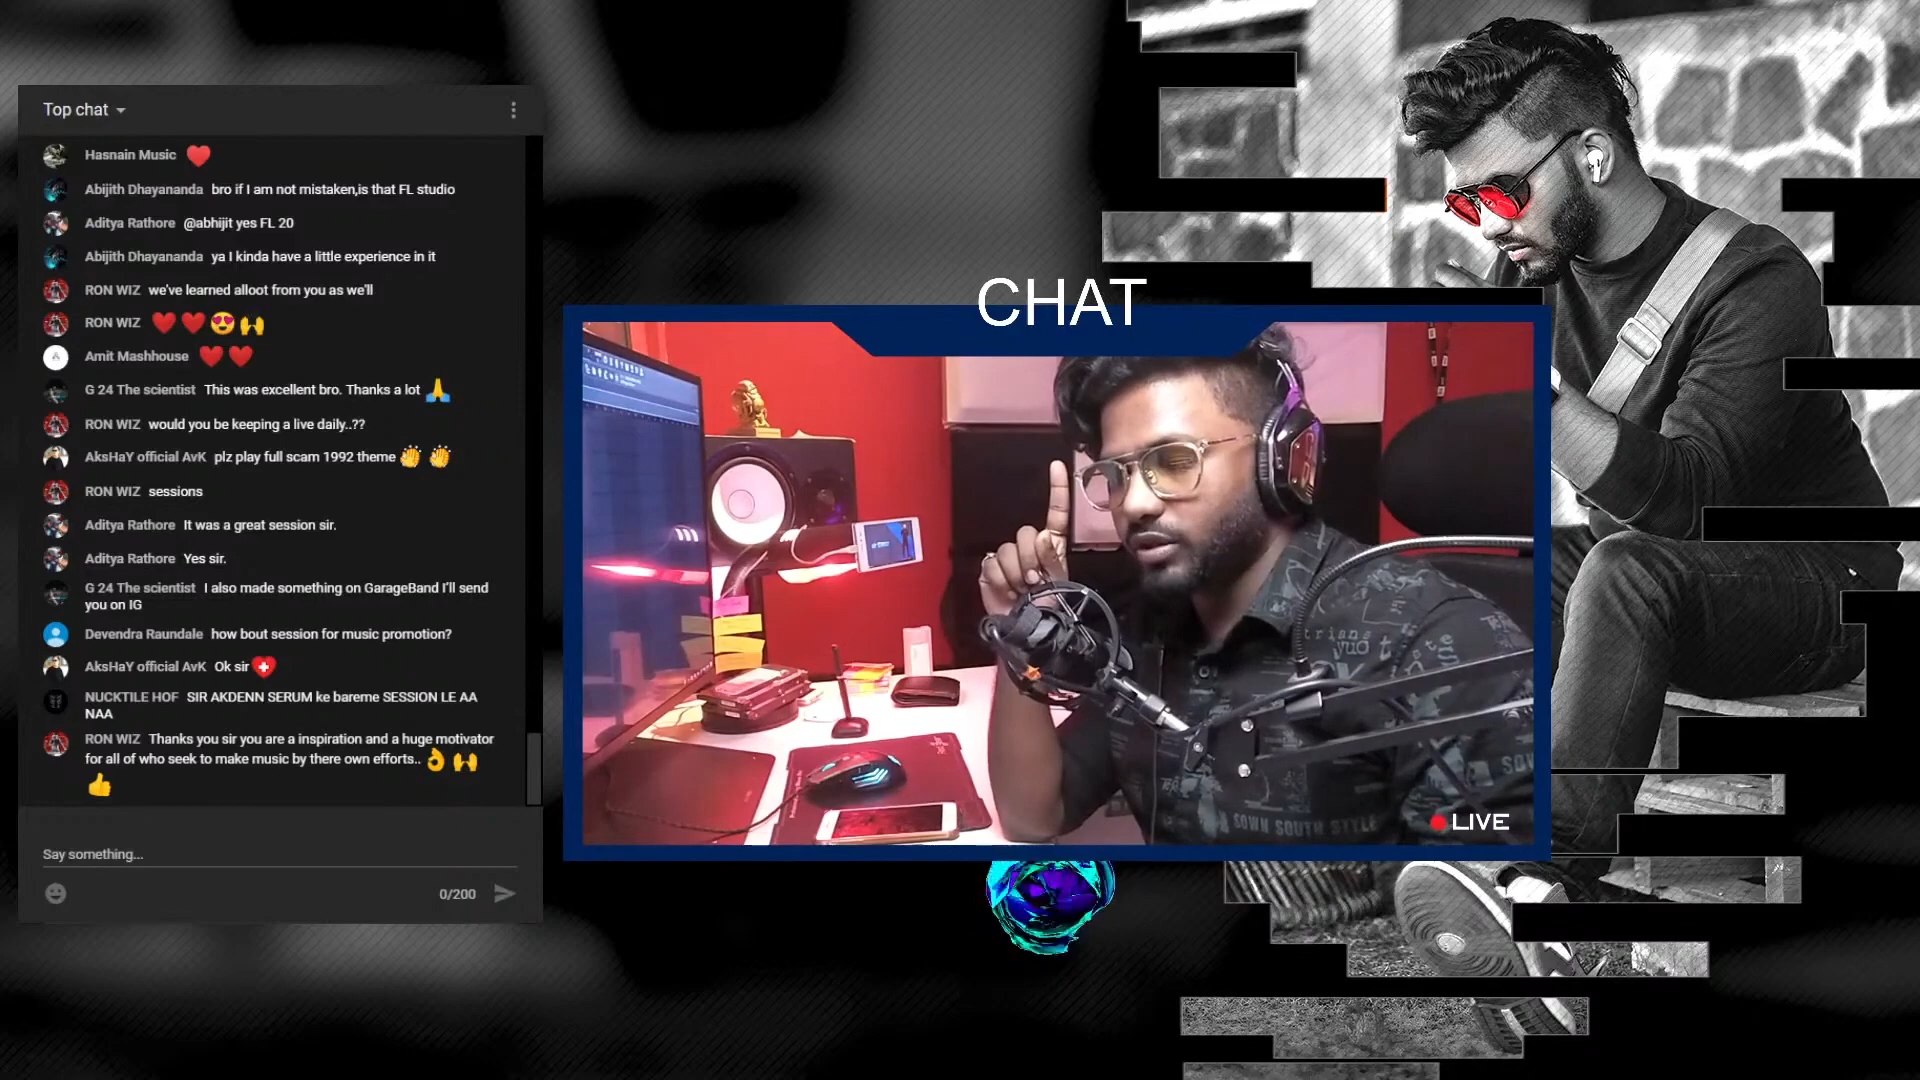 Top chat
Hasnain Music
Abijith Dhayananda bro if I am not mistaken,is that FL studio
Aditya Rathore @abhijit yes FL 20
Abijith Dhayananda ya I kinda have a little experience in it
RON WIZ we've learned alloot from you as we'll
RON WIZ ❤️❤️😍🙌
Amit Mashhouse ❤️❤️
G 24 The scientist This was excellent bro. Thanks a lot 🙏
RON WIZ would you be keeping a live daily..??
AksHaY official AvK plz play full scam 1992 theme 👏 👏
RON WIZ sessions
Aditya Rathore It was a great session sir.
Aditya Rathore Yes sir.
G 24 The scientist I also made something on GarageBand I'll send
you on IG
Devendra Raundale how bout session for music promotion?
AksHaY official AvK Ok sir
NUCKTILE HOF SIR AKDENN SERUM ke bareme SESSION LE AA
NAA
RON WIZ Thanks you sir you are a inspiration and a huge motivator
for all of who seek to make music by there own efforts.. 👌 🙌
👍
Say something...
0/200
CHAT
trians
SOWN SOUTH STYLE
LIVE